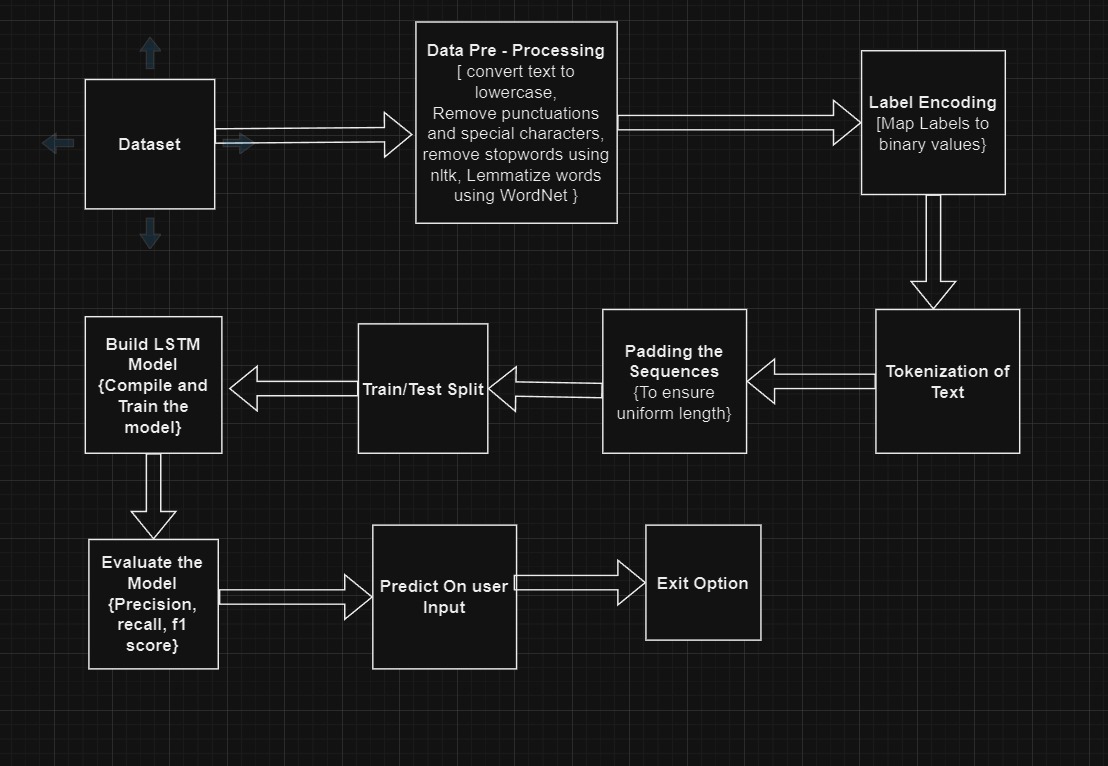 Dataset
Data Pre - Processing
[ convert text to
lowercase,
Remove punctuations
and special characters,
remove stopwords using
nltk, Lemmatize words
using WordNet }
Label Encoding
[Map Labels to
binary values}
Tokenization of
Text
Padding the
Sequences
{To ensure
uniform length}
Train/Test Split
Build LSTM
Model
{Compile and
Train the
model}
Evaluate the
Model
{Precision,
recall, f1
score}
Predict On user
Input
Exit Option